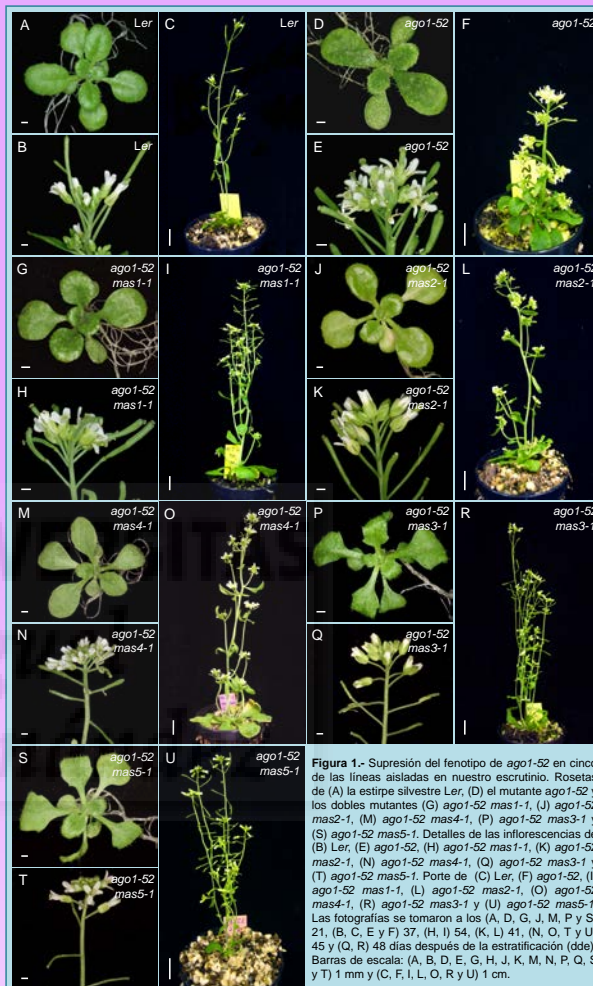 A
Ler
C
Ler
D
ago1-52
F
ago1-52
B
Ler
E
ago1-52
G
ago1-52
mas1-1
I
ago1-52
mas1-1
J
ago1-52
mas2-1
L
ago1-52
mas2-1
H
ago1-52
mas1-1
K
ago1-52
mas2-1
M
ago1-52
mas4-1
O
ago1-52
mas4-1
P
ago1-52
mas3-1
R
ago1-52
mas3-1
N
ago1-52
mas4-1
Q
ago1-52
mas3-1
S
ago1-52
mas5-1
U
ago1-52
mas5-1
T
ago1-52
mas5-1
Figura 1.- Supresión del fenotipo de ago1-52 en cinco
de las líneas aisladas en nuestro escrutinio. Rosetas
de (A) la estirpe silvestre Ler, (D) el mutante ago1-52 y
los dobles mutantes (G) ago1-52 mas1-1, (J) ago1-52
mas2-1, (M) ago1-52 mas4-1, (P) ago1-52 mas3-1 y
(S) ago1-52 mas5-1. Detalles de las inflorescencias de
(B) Ler, (E) ago1-52, (H) ago1-52 mas1-1, (K) ago1-52
mas2-1, (N) ago1-52 mas4-1, (Q) ago1-52 mas3-1 y
(T) ago1-52 mas5-1. Porte de (C) Ler, (F) ago1-52, (I)
ago1-52 mas1-1, (L) ago1-52 mas2-1, (O) ago1-52
mas4-1, (R) ago1-52 mas3-1 y (U) ago1-52 mas5-1.
Las fotografías se tomaron a los (A, D, G, J, M, P y S)
21, (B, C, E y F) 37, (H, I) 54, (K, L) 41, (N, O, T y U)
45 y (Q, R) 48 días después de la estratificación (dde).
Barras de escala: (A, B, D, E, G, H, J, K, M, N, P, Q, S
y T) 1 mm y (C, F, I, L, O, R y U) 1 cm.